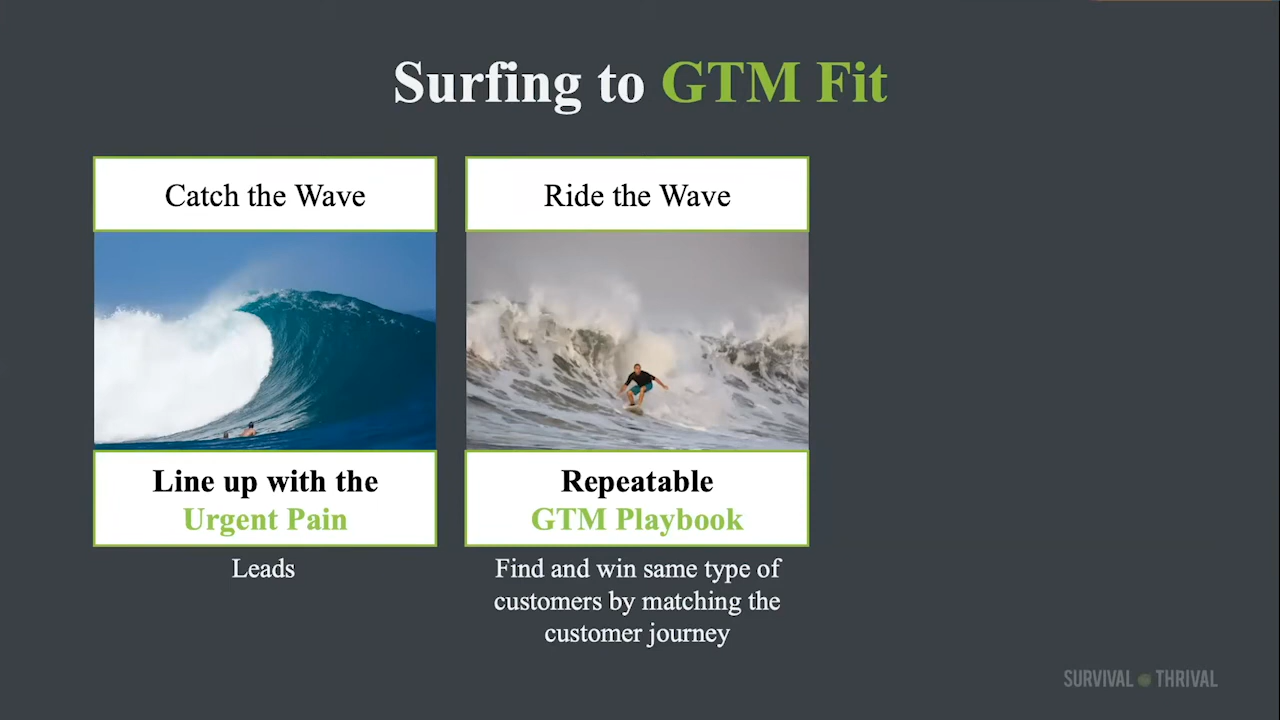 Surfing to GTM Fit
Catch the Wave
Line up with the
Urgent Pain
Leads
Ride the Wave
Repeatable
GTM Playbook
Find and win same type of
customers by matching the
customer journey
SURVIVAL THRIVAL